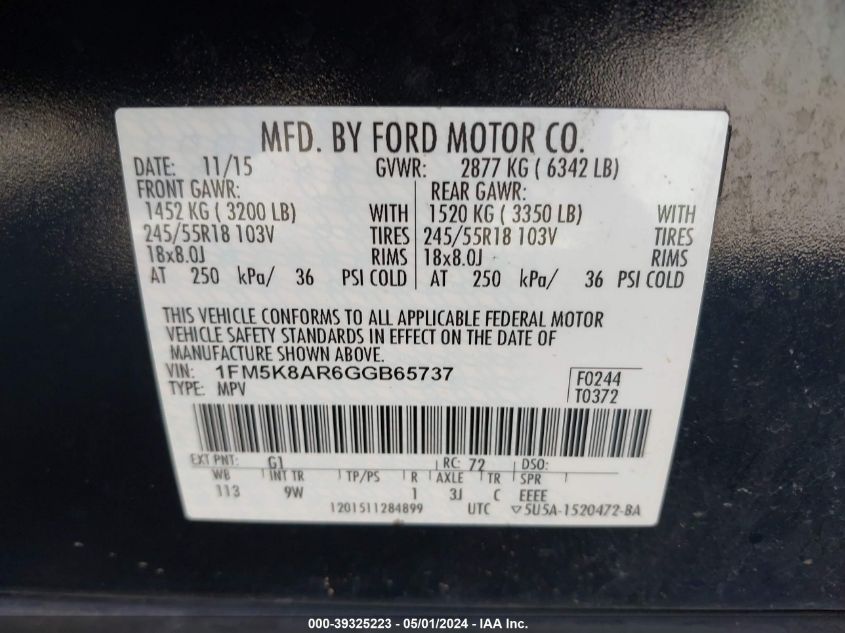 MFD. BY FORD MOTOR CO.
DATE: 11/15 GVWR: 2877 KG ( 6342 LB)
FRONT GAWR: REAR GAWR:
1452 KG ( 3200 LB) WITH 1520 KG ( 3350 LB) WITH
245/55R18 103V TIRES 245/55R18 103V TIRES
18x8.0J RIMS 18x8.0J RIMS
AT 250 kPa/ 36 PSI COLD AT 250 kPa/ 36 PSI COLD
THIS VEHICLE CONFORMS TO ALL APPLICABLE FEDERAL MOTOR
VEHICLE SAFETY STANDARDS IN EFFECT ON THE DATE OF
MANUFACTURE SHOWN ABOVE.
VIN: 1FM5K8AR6GGB65737 F0244
TYPE: MPV T0372
EXT PNT: G1 RC: 72 DSO:
WB INT TR TP/PS R AXLE TR SPR
113 9W 1 3J C EEEE
1201511284899 UTC ▽5U5A-1520472-BA
000-39325223 - 05/01/2024 - IAA Inc.